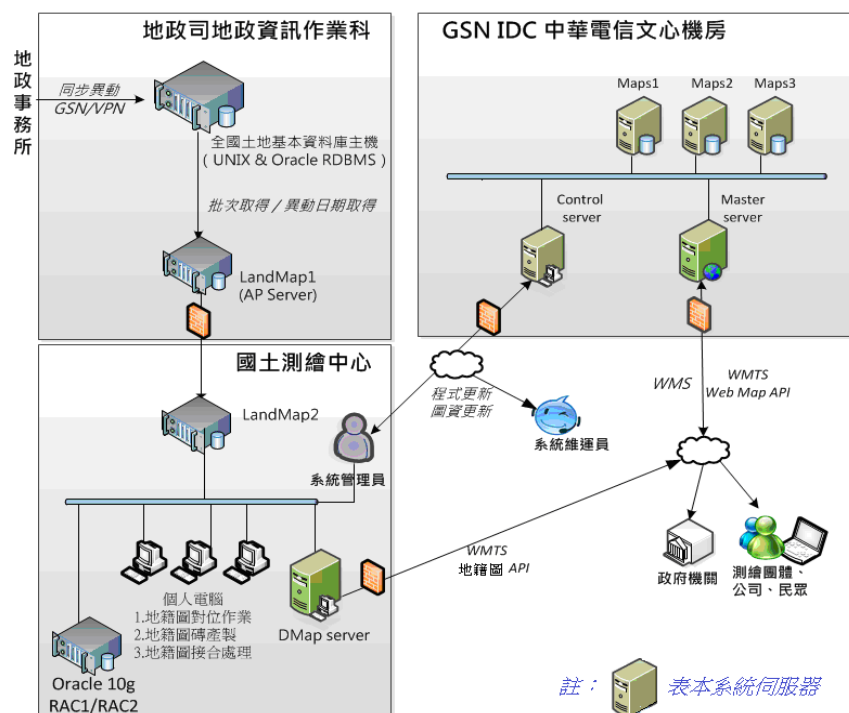 地政司地政資訊作業科
地政事務所
同步異動
GSN/VPN
全國土地基本資料庫主機
( UNIX & Oracle RDBMS )
批次取得 / 異動日期取得
LandMap1
(AP Server)
GSN IDC 中華電信文心機房
Maps1
Maps2
Maps3
Control
server
Master
server
程式更新
圖資更新
系統維運員
WMS
WMTS
Web Map API
國土測繪中心
LandMap2
系統管理員
個人電腦
1.地籍圖對位作業
2.地籍圖磚產製
3.地籍圖接合處理
DMap server
Oracle 10g
RAC1/RAC2
WMTS
地籍圖 API
政府機關
測繪團體、
公司、民眾
註： 表本系統伺服器